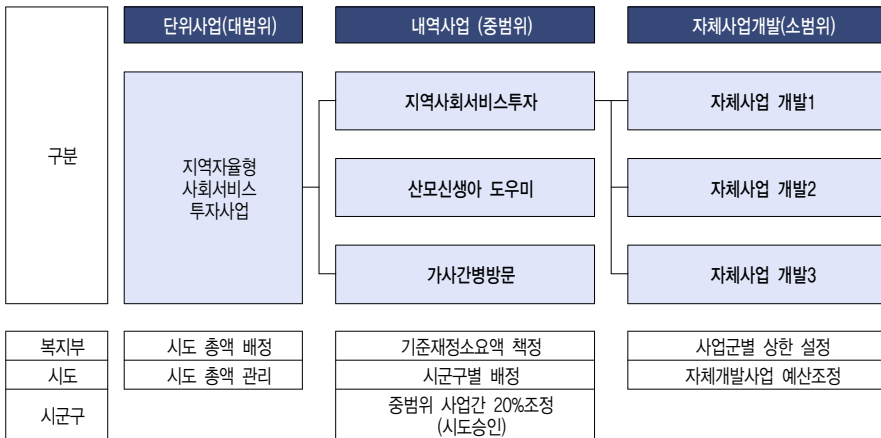 단위사업(대범위)
내역사업 (중범위)
자체사업개발(소범위)
구분
지역자율형
사회서비스
투자사업
지역사회서비스투자
산모신생아 도우미
가사간병방문
자체사업 개발1
자체사업 개발2
자체사업 개발3
복지부
시도 총액 배정
기준재정소요액 책정
사업군별 상한 설정
시도
시도 총액 관리
시군구별 배정
자체개발사업 예산조정
시군구
중범위 사업간 20%조정
(시도승인)